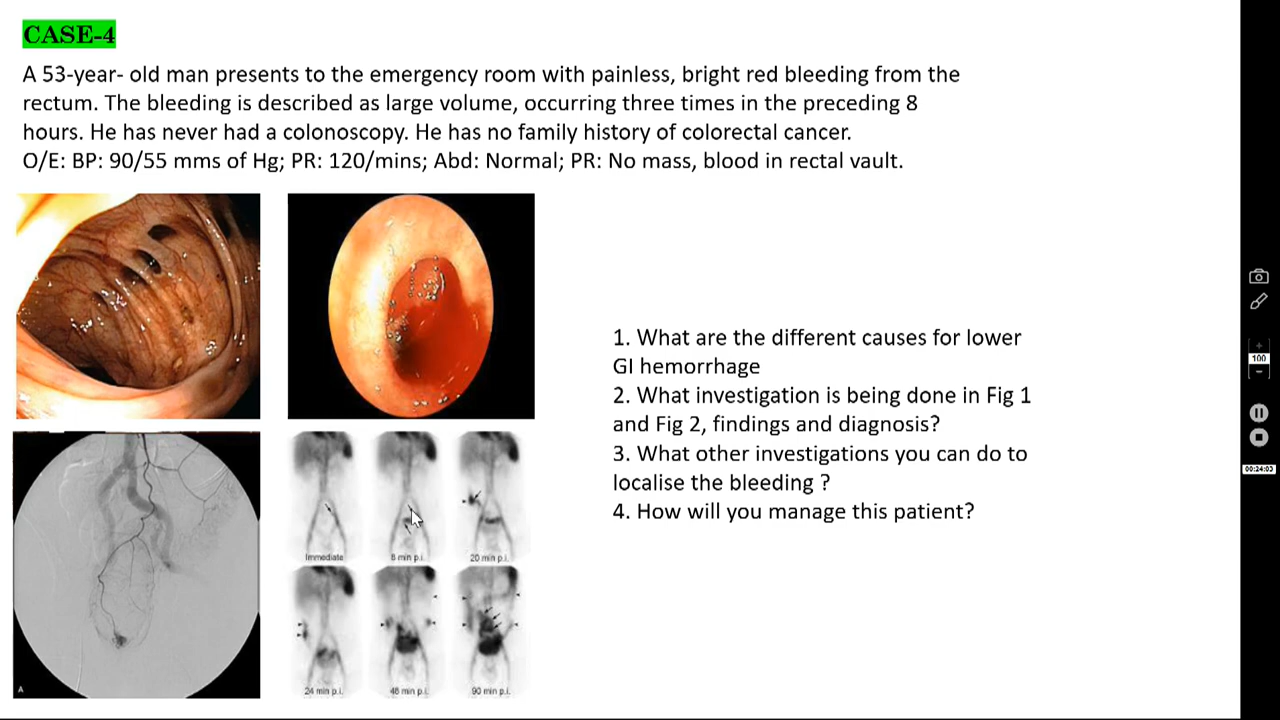 CASE-4
A 53-year- old man presents to the emergency room with painless, bright red bleeding from the
rectum. The bleeding is described as large volume, occurring three times in the preceding 8
hours. He has never had a colonoscopy. He has no family history of colorectal cancer.
O/E: BP: 90/55 mms of Hg; PR: 120/mins; Abd: Normal; PR: No mass, blood in rectal vault.
1. What are the different causes for lower
GI hemorrhage
2. What investigation is being done in Fig 1
and Fig 2, findings and diagnosis?
3. What other investigations you can do to
localise the bleeding ?
4. How will you manage this patient?
Immediate
8 min p.i.
20 min p.i.
24 min p.i.
48 min p.i.
90 min p.i.
A
100
00:24:03